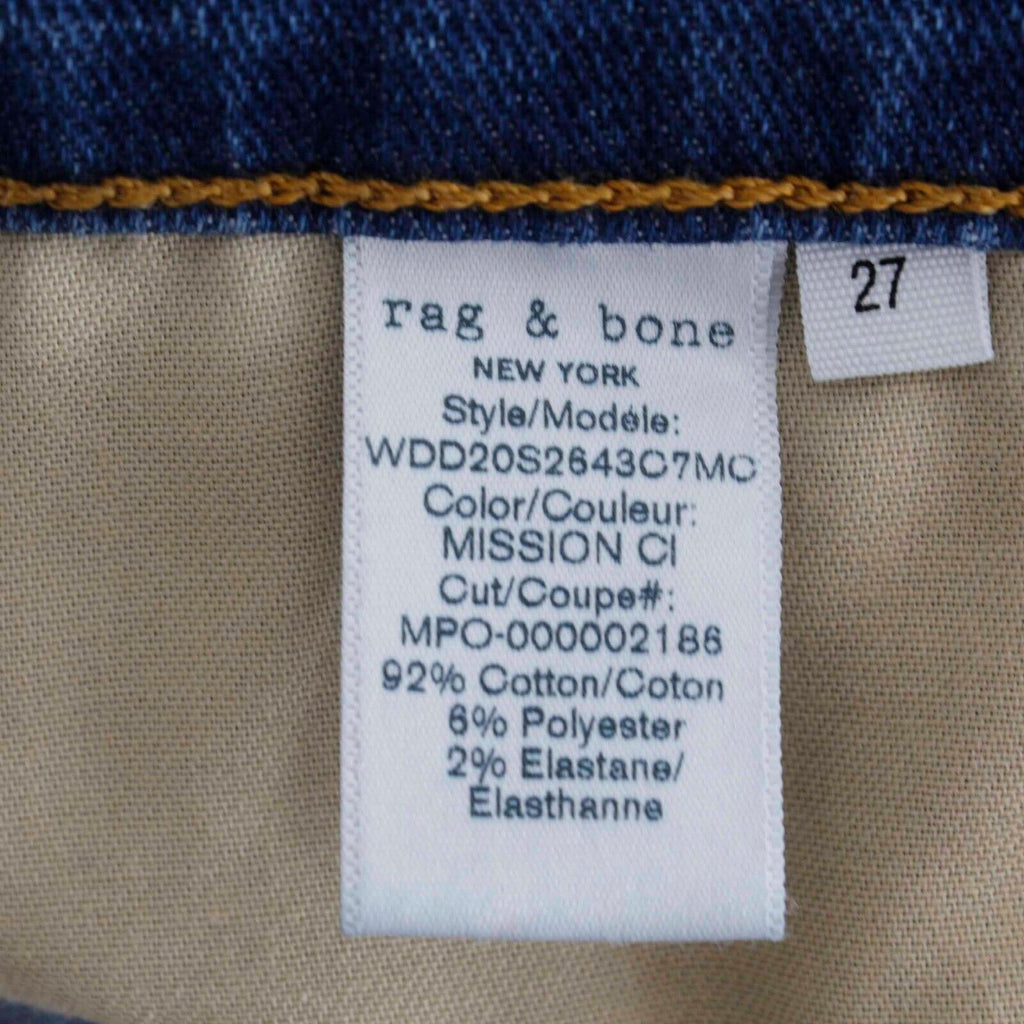 rag & bone
NEW YORK
Style/Modéle:
WDD20S2643C7MC
Color/Couleur:
MISSION CI
Cut/Coupe#:
MPO-000002186
92% Cotton/Coton
6% Polyester
2% Elastane/
Élasthanne
27